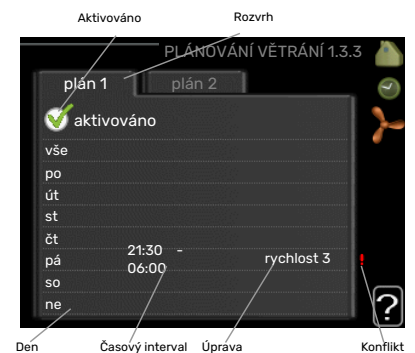 Aktivováno
Rozvrh
PLÁNOVÁNÍ VĚTRÁNÍ 1.3.3
plán 1
plán 2
aktivováno
vše
po
út
st
čt
pá
21:30 -
06:00
rychlost 3
!
so
ne
?
Den
Časový interval
Úprava
Konflikt